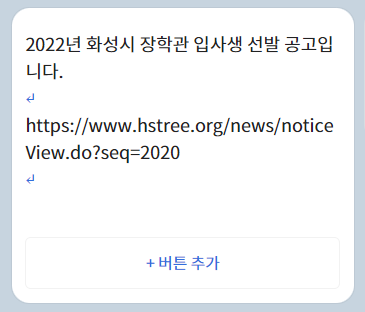 2022년 화성시 장학관 입사생 선발 공고입
니다.
↵
https://www.hstree.org/news/notice
View.do?seq=2020
↵
+ 버튼 추가